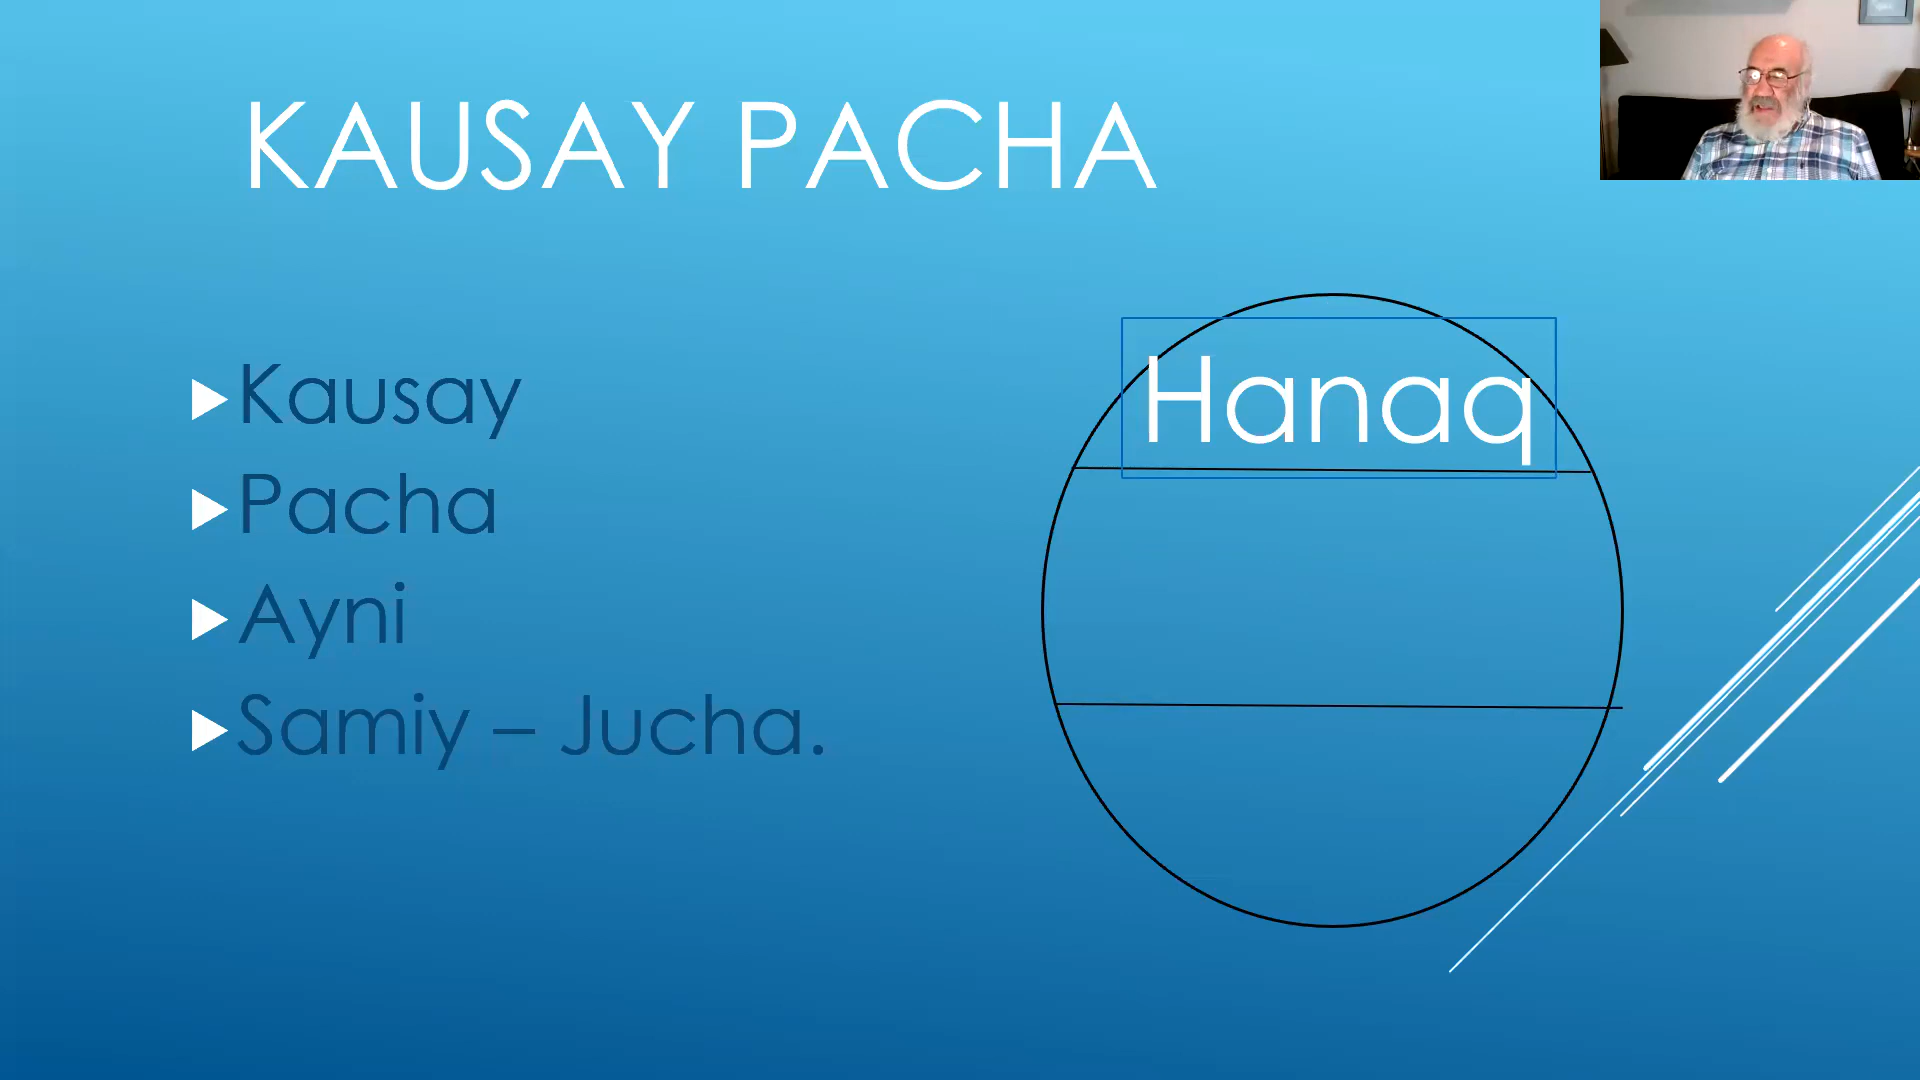 KAUSAY PACHA
Kausay
Pacha
Ayni
Samiy – Jucha.
Hanaq